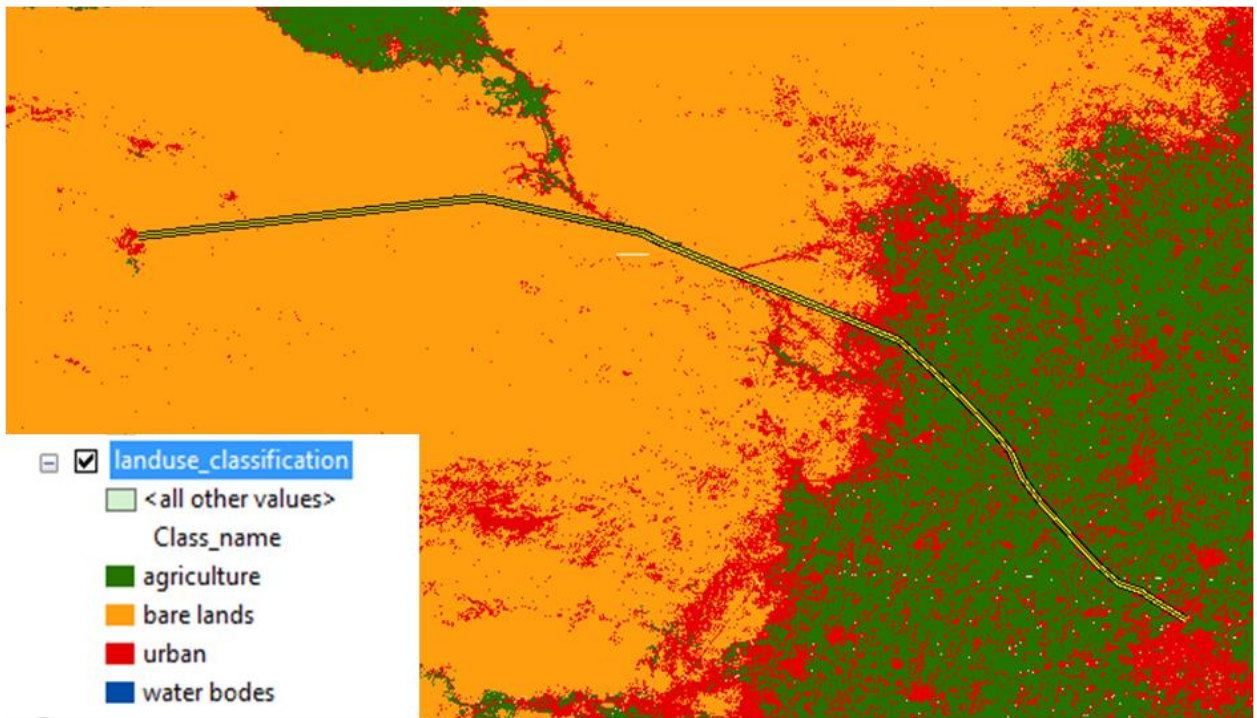 landuse_classification
<all other values>
Class_name
agriculture
bare lands
urban
water bodes